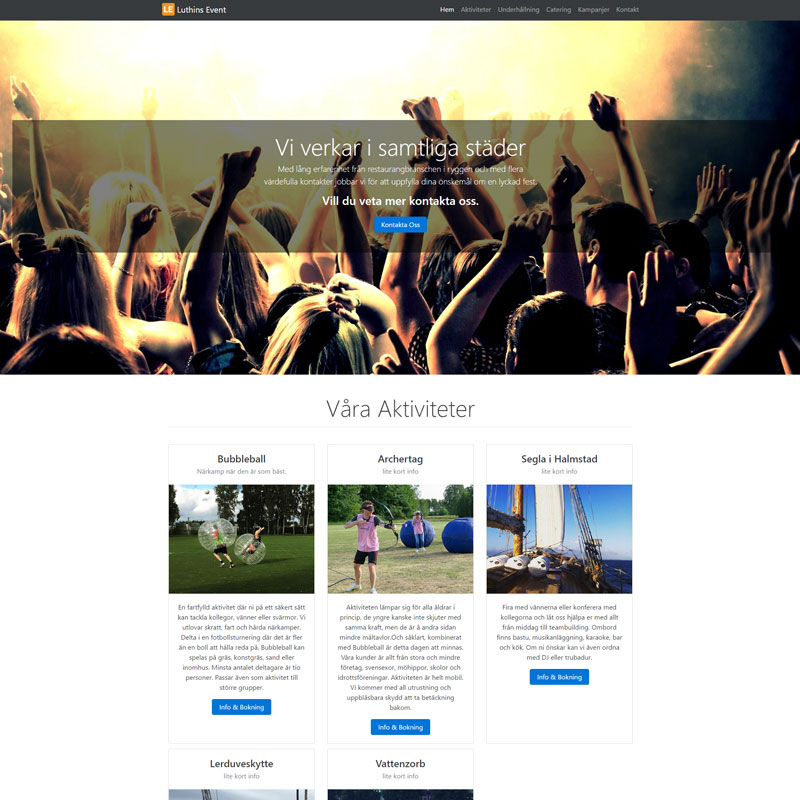 LE Luthins Event
Hem Aktiviteter Underhållning Catering Kampanjer Kontakt
Vi verkar i samtliga städer
Med lång erfarenhet från restaurangbranschen i ryggen och med flera
värdefulla kontakter jobbar vi för att uppfylla dina önskemål om en lyckad fest.
Vill du veta mer kontakta oss.
Kontakta Oss
Våra Aktiviteter
Bubbleball
Närkamp när den är som bäst.
En fartfylld aktivitet där ni på ett säkert sätt
kan tackla kollegor, vänner eller svärmor. Vi
utlovar skratt, fart och hårda närkamper.
Delta i en fotbollsturnering där det är fler
än en boll att hålla reda på. Bubbleball kan
spelas på gräs, konstgräs, sand eller
inomhus. Minsta antalet deltagare är tio
personer. Passar även som aktivitet till
större grupper.
Info & Bokning
Archertag
lite kort info
Aktiviteten lämpar sig för alla åldrar i
princip, de yngre kanske inte skjuter med
samma kraft, men de är å andra sidan
mindre måltavlor.Och såklart, kombinerat
med Bubbleball är detta dagen att minnas.
Våra kunder är allt från stora och mindre
företag, svensexor, möhippor, skolor och
idrottsföreningar. Aktiviteten är helt mobil.
Vi kommer med all utrustning och
uppblåsbara skydd att ta betäckning
bakom.
Info & Bokning
Segla i Halmstad
lite kort info
Fira med vännerna eller konferera med
kollegorna och låt oss hjälpa er med allt
från middag till teambuilding. Ombord
finns bastu, musikanläggning, karaoke, bar
och kök. Om ni önskar kan vi även ordna
med DJ eller trubadur.
Info & Bokning
Lerduveskytte
lite kort info
Vattenzorb
lite kort info